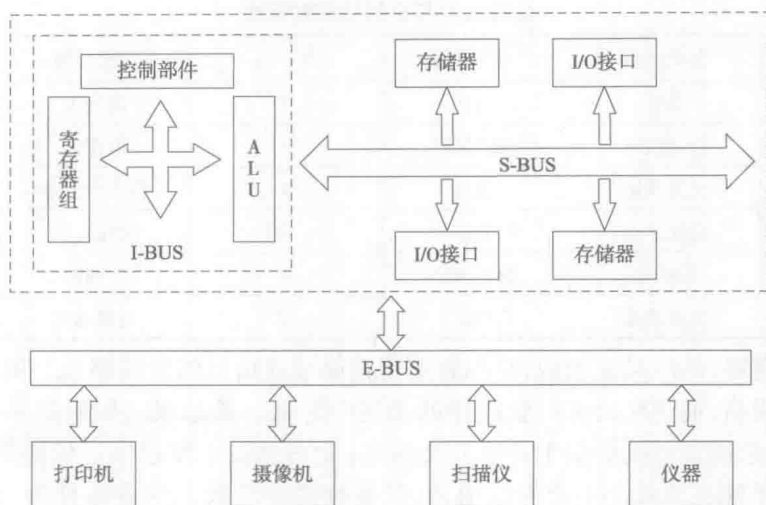 控制部件
存储器
I/O接口
寄存器组
ALU
S-BUS
I-BUS
I/O接口
存储器
E-BUS
打印机
摄像机
扫描仪
仪器